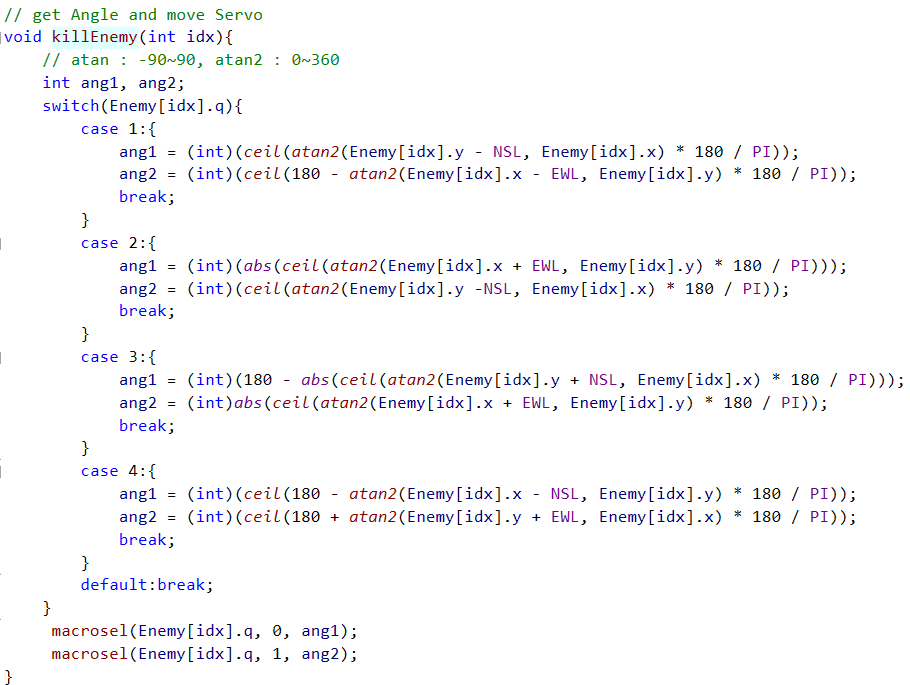 // get Angle and move Servo
void killEnemy(int idx){
    // atan : -90~90, atan2 : 0~360
    int ang1, ang2;
    switch(Enemy[idx].q){
        case 1:{
            ang1 = (int)(ceil(atan2(Enemy[idx].y - NSL, Enemy[idx].x) * 180 / PI));
            ang2 = (int)(ceil(180 - atan2(Enemy[idx].x - EWL, Enemy[idx].y) * 180 / PI));
            break;
        }
        case 2:{
            ang1 = (int)(abs(ceil(atan2(Enemy[idx].x + EWL, Enemy[idx].y) * 180 / PI)));
            ang2 = (int)(ceil(atan2(Enemy[idx].y -NSL, Enemy[idx].x) * 180 / PI));
            break;
        }
        case 3:{
            ang1 = (int)(180 - abs(ceil(atan2(Enemy[idx].y + NSL, Enemy[idx].x) * 180 / PI)));
            ang2 = (int)abs(ceil(atan2(Enemy[idx].x + EWL, Enemy[idx].y) * 180 / PI));
            break;
        }
        case 4:{
            ang1 = (int)(ceil(180 - atan2(Enemy[idx].x - NSL, Enemy[idx].y) * 180 / PI));
            ang2 = (int)(ceil(180 + atan2(Enemy[idx].y + EWL, Enemy[idx].x) * 180 / PI));
            break;
        }
        default:break;
    }
     macrosel(Enemy[idx].q, 0, ang1);
     macrosel(Enemy[idx].q, 1, ang2);
}